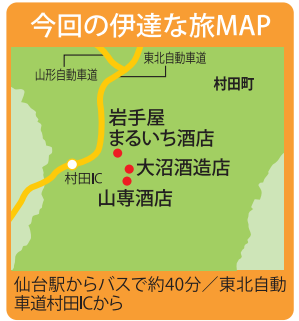 今回の伊達な旅MAP
東北自動車道
山形自動車道
村田町
岩手屋
まるいち酒店
大沼酒造店
村田IC
山専酒店
仙台駅からバスで約40分／東北自動
車道村田ICから